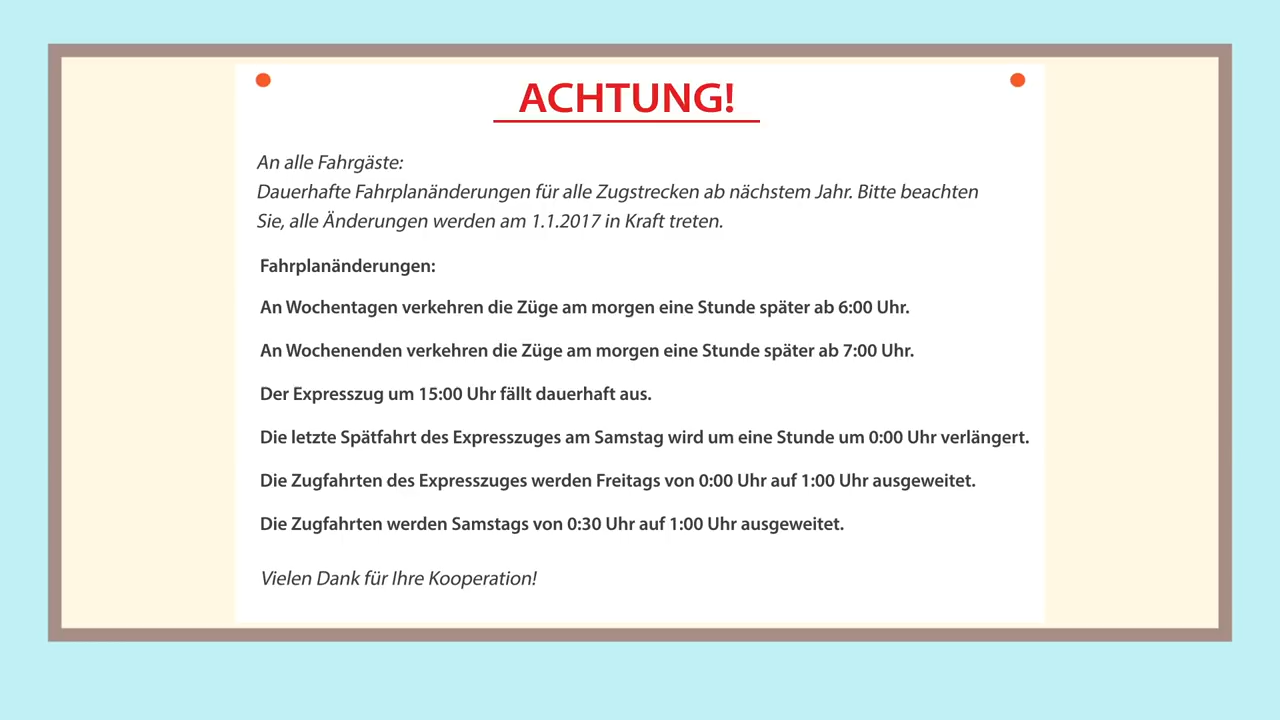 ACHTUNG!
An alle Fahrgäste:
Dauerhafte Fahrplanänderungen für alle Zugstrecken ab nächstem Jahr. Bitte beachten
Sie, alle Änderungen werden am 1.1.2017 in Kraft treten.
Fahrplanänderungen:
An Wochentagen verkehren die Züge am morgen eine Stunde später ab 6:00 Uhr.
An Wochenenden verkehren die Züge am morgen eine Stunde später ab 7:00 Uhr.
Der Expresszug um 15:00 Uhr fällt dauerhaft aus.
Die letzte Spätfahrt des Expresszuges am Samstag wird um eine Stunde um 0:00 Uhr verlängert.
Die Zugfahrten des Expresszuges werden Freitags von 0:00 Uhr auf 1:00 Uhr ausgeweitet.
Die Zugfahrten werden Samstags von 0:30 Uhr auf 1:00 Uhr ausgeweitet.
Vielen Dank für Ihre Kooperation!